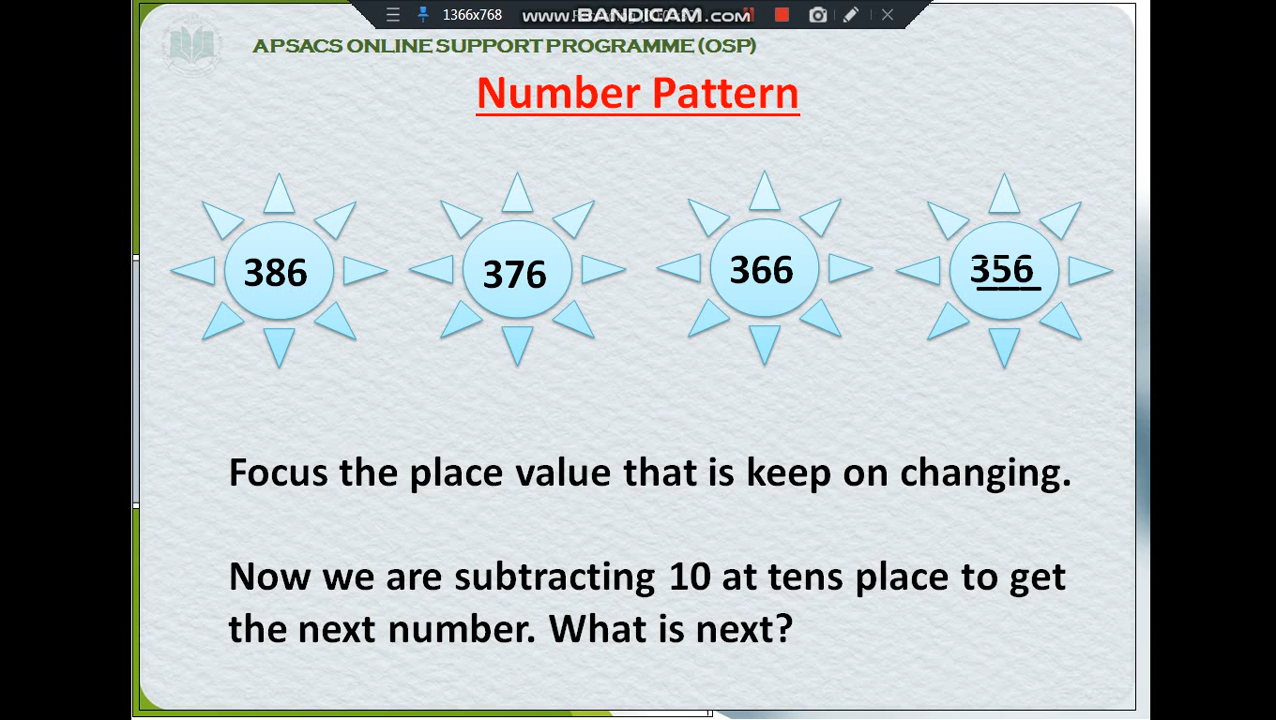 1366x768
www.BANDICAM.com
APSACS ONLINE SUPPORT PROGRAMME (OSP)
Number Pattern
386 376 366 356
Focus the place value that is keep on changing.
Now we are subtracting 10 at tens place to get
the next number. What is next?